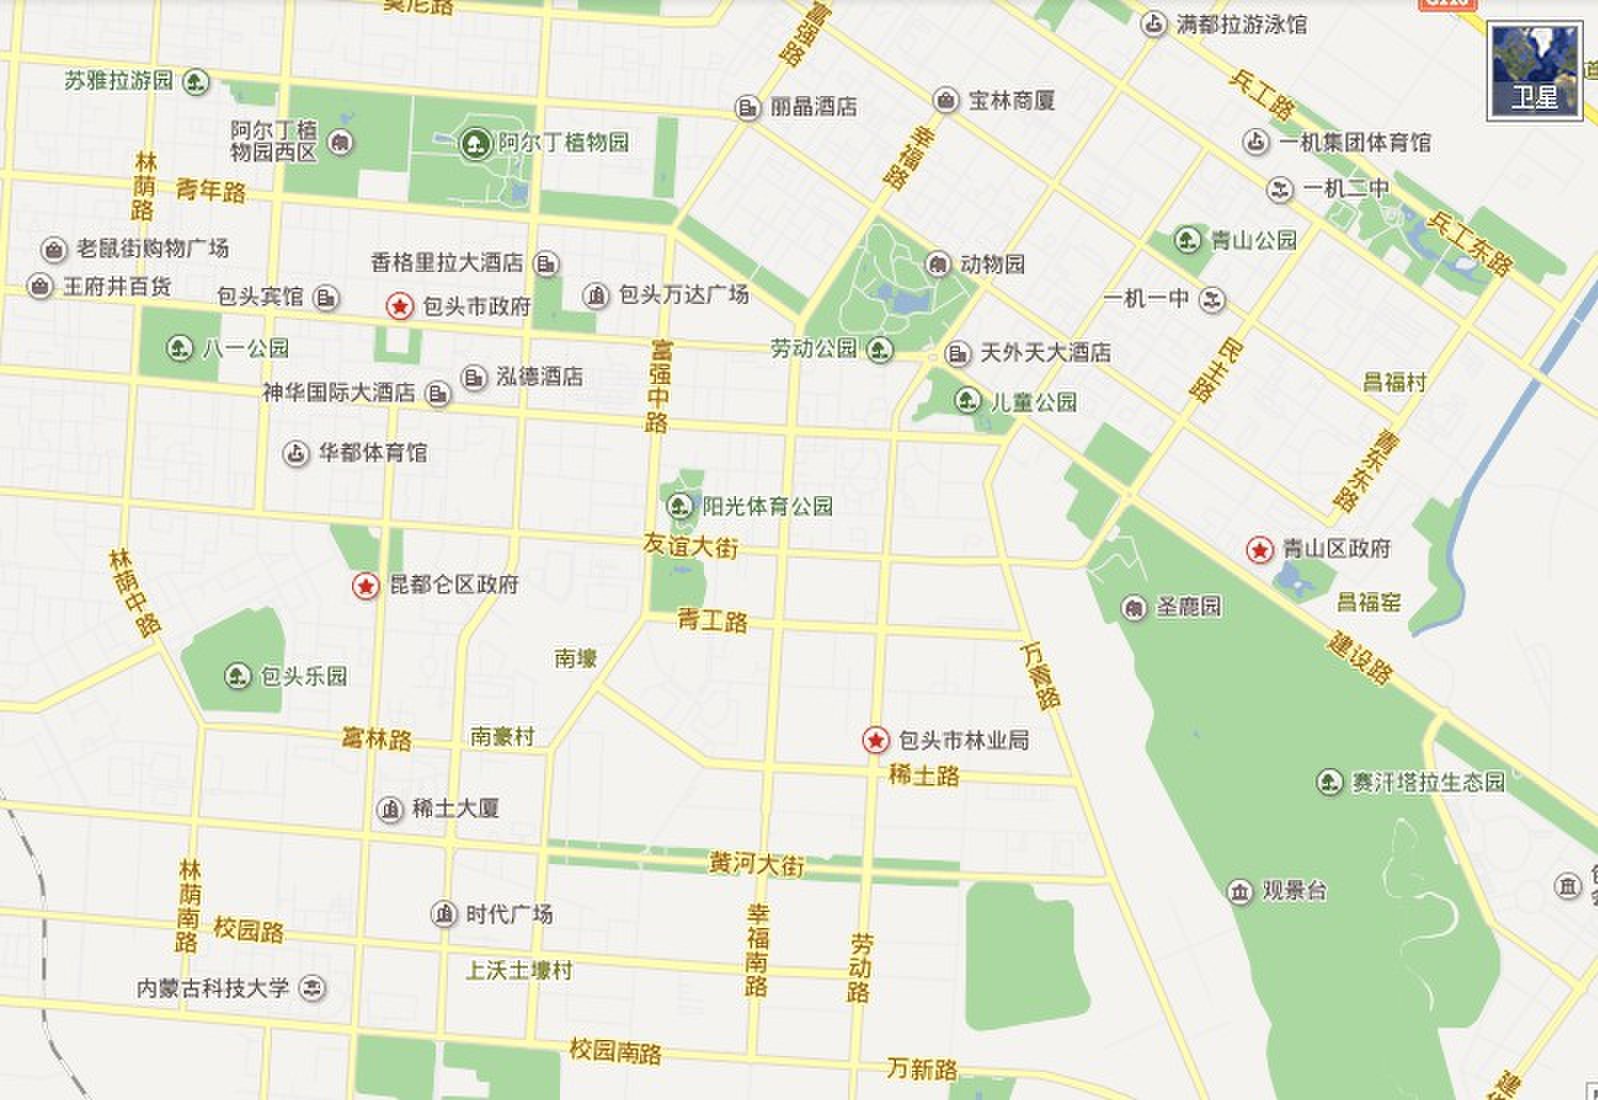 富强路
满都拉游泳馆
G110
卫星
苏雅拉游园
兵工路
丽晶酒店
宝林商厦
阿尔丁植
物园西区
阿尔丁植物园
一机集团体育馆
林荫路
青年路
幸福路
一机二中
兵工东路
老鼠街购物广场
青山公园
香格里拉大酒店
动物园
王府井百货
包头宾馆
包头市政府
包头万达广场
一机一中
八一公园
劳动公园
天外天大酒店
民主路
富强中路
泓德酒店
神华国际大酒店
儿童公园
昌福村
华都体育馆
青东东路
阳光体育公园
友谊大街
青山区政府
林荫中路
昆都仑区政府
青工路
圣鹿园
昌福窑
建设路
南壕
万青路
包头乐园
富林路
南豪村
包头市林业局
稀土路
赛汗塔拉生态园
稀土大厦
黄河大街
林荫南路
观景台
时代广场
校园路
幸福南路
劳动路
上沃土壕村
内蒙古科技大学
校园南路
万新路